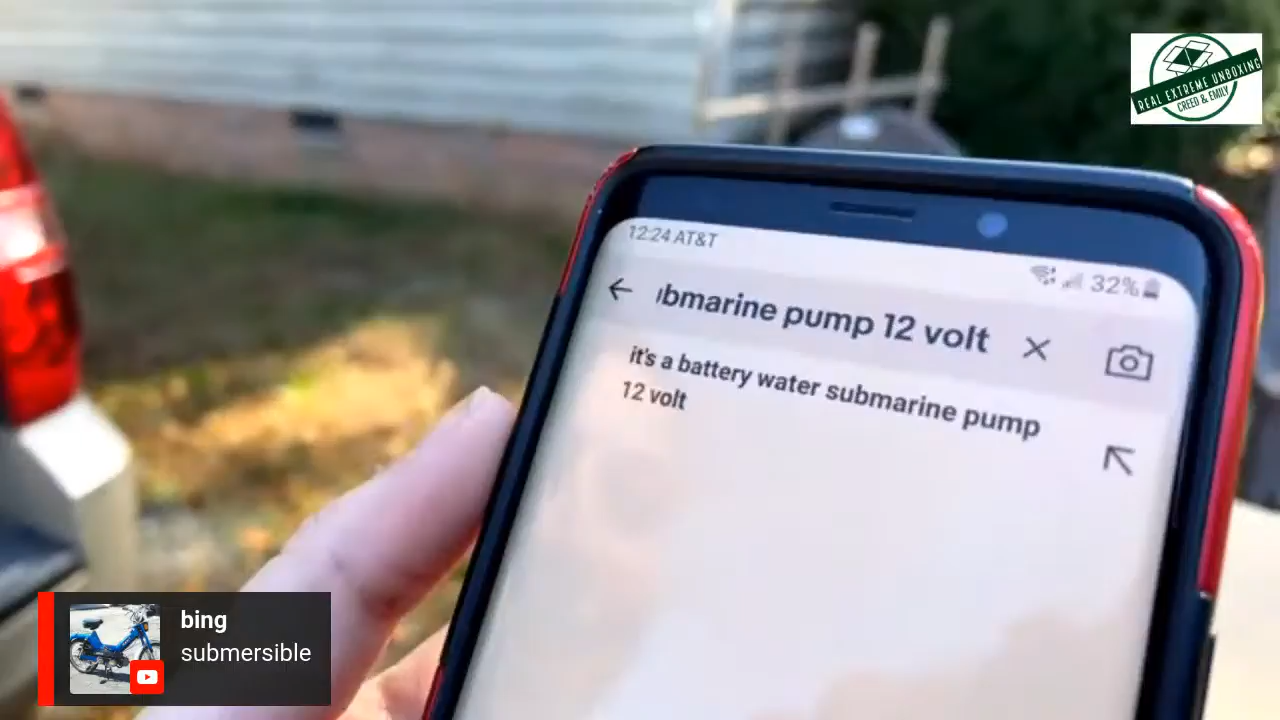 REAL EXTREME UNBOXING
CREED & EMILY
12:24 AT&T
32%
bmarine pump 12 volt
it's a battery water submarine pump
12 volt
bing
submersible